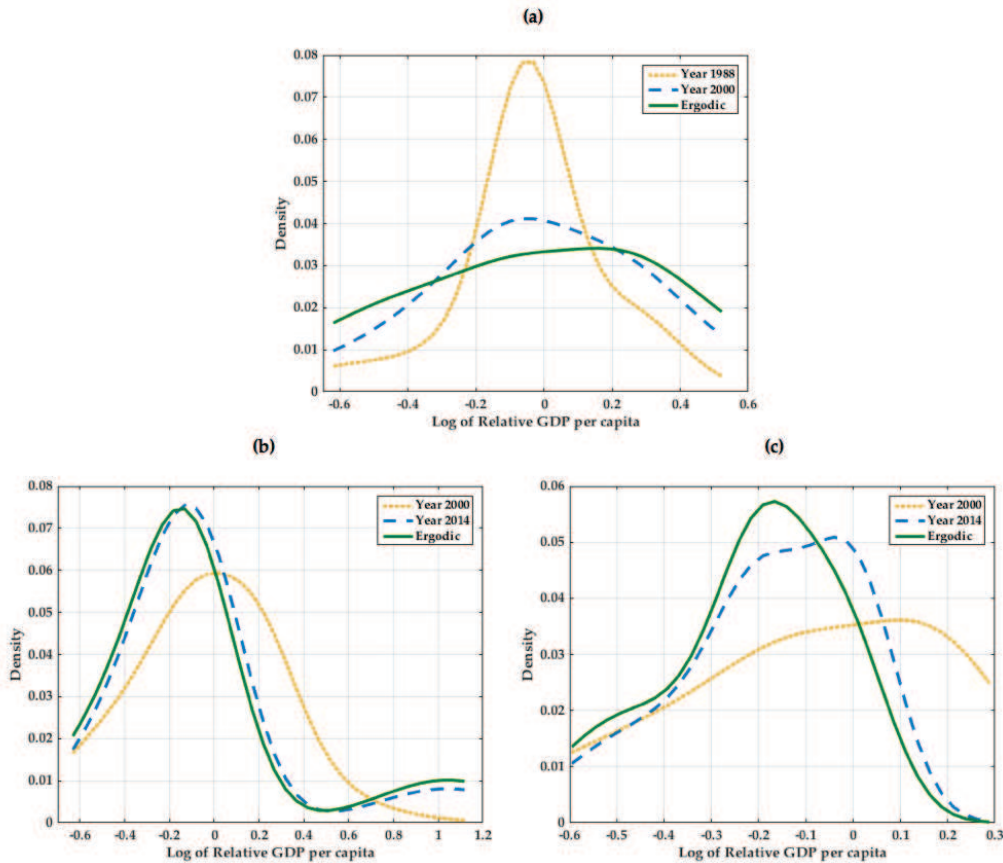 (a)
0.08
0.07
0.06
0.05
0.04
0.03
0.02
0.01
0
Density
Year 1988
Year 2000
Ergodic
-0.6 -0.4 -0.2 0 0.2 0.4 0.6
Log of Relative GDP per capita
(b)
0.08
0.07
0.06
0.05
0.04
0.03
0.02
0.01
0
Density
Year 2000
Year 2014
Ergodic
-0.6 -0.4 -0.2 0 0.2 0.4 0.6 0.8 1 1.2
Log of Relative GDP per capita
(c)
0.06
0.05
0.04
0.03
0.02
0.01
0
Density
Year 2000
Year 2014
Ergodic
-0.6 -0.5 -0.4 -0.3 -0.2 -0.1 0 0.1 0.2 0.3
Log of Relative GDP per capita